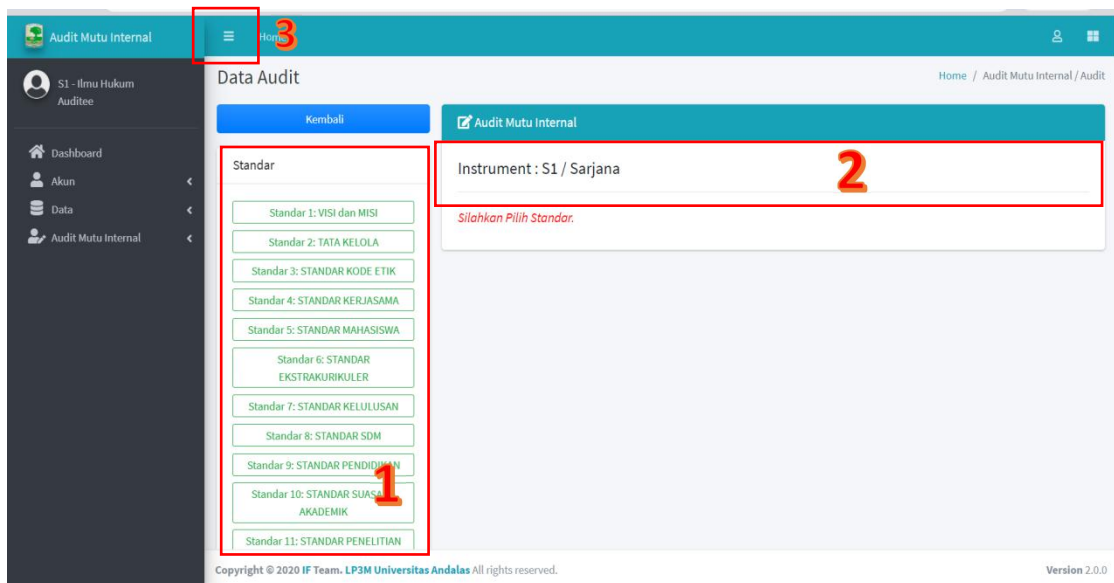 Audit Mutu Internal
Home
3
S1 - Ilmu Hukum
Auditee
Dashboard
Akun
Data
Audit Mutu Internal
Data Audit
Home / Audit Mutu Internal / Audit
Kembali
Standar
Standar 1: VISI dan MISI
Standar 2: TATA KELOLA
Standar 3: STANDAR KODE ETIK
Standar 4: STANDAR KERJASAMA
Standar 5: STANDAR MAHASISWA
Standar 6: STANDAR
EKSTRAKURIKULER
Standar 7: STANDAR KELULUSAN
Standar 8: STANDAR SDM
Standar 9: STANDAR PENDIDIKAN
Standar 10: STANDAR SUASANA
AKADEMIK
Standar 11: STANDAR PENELITIAN
1
Audit Mutu Internal
Instrument : S1 / Sarjana
2
Silahkan Pilih Standar.
Copyright © 2020 IF Team. LP3M Universitas Andalas All rights reserved.
Version 2.0.0